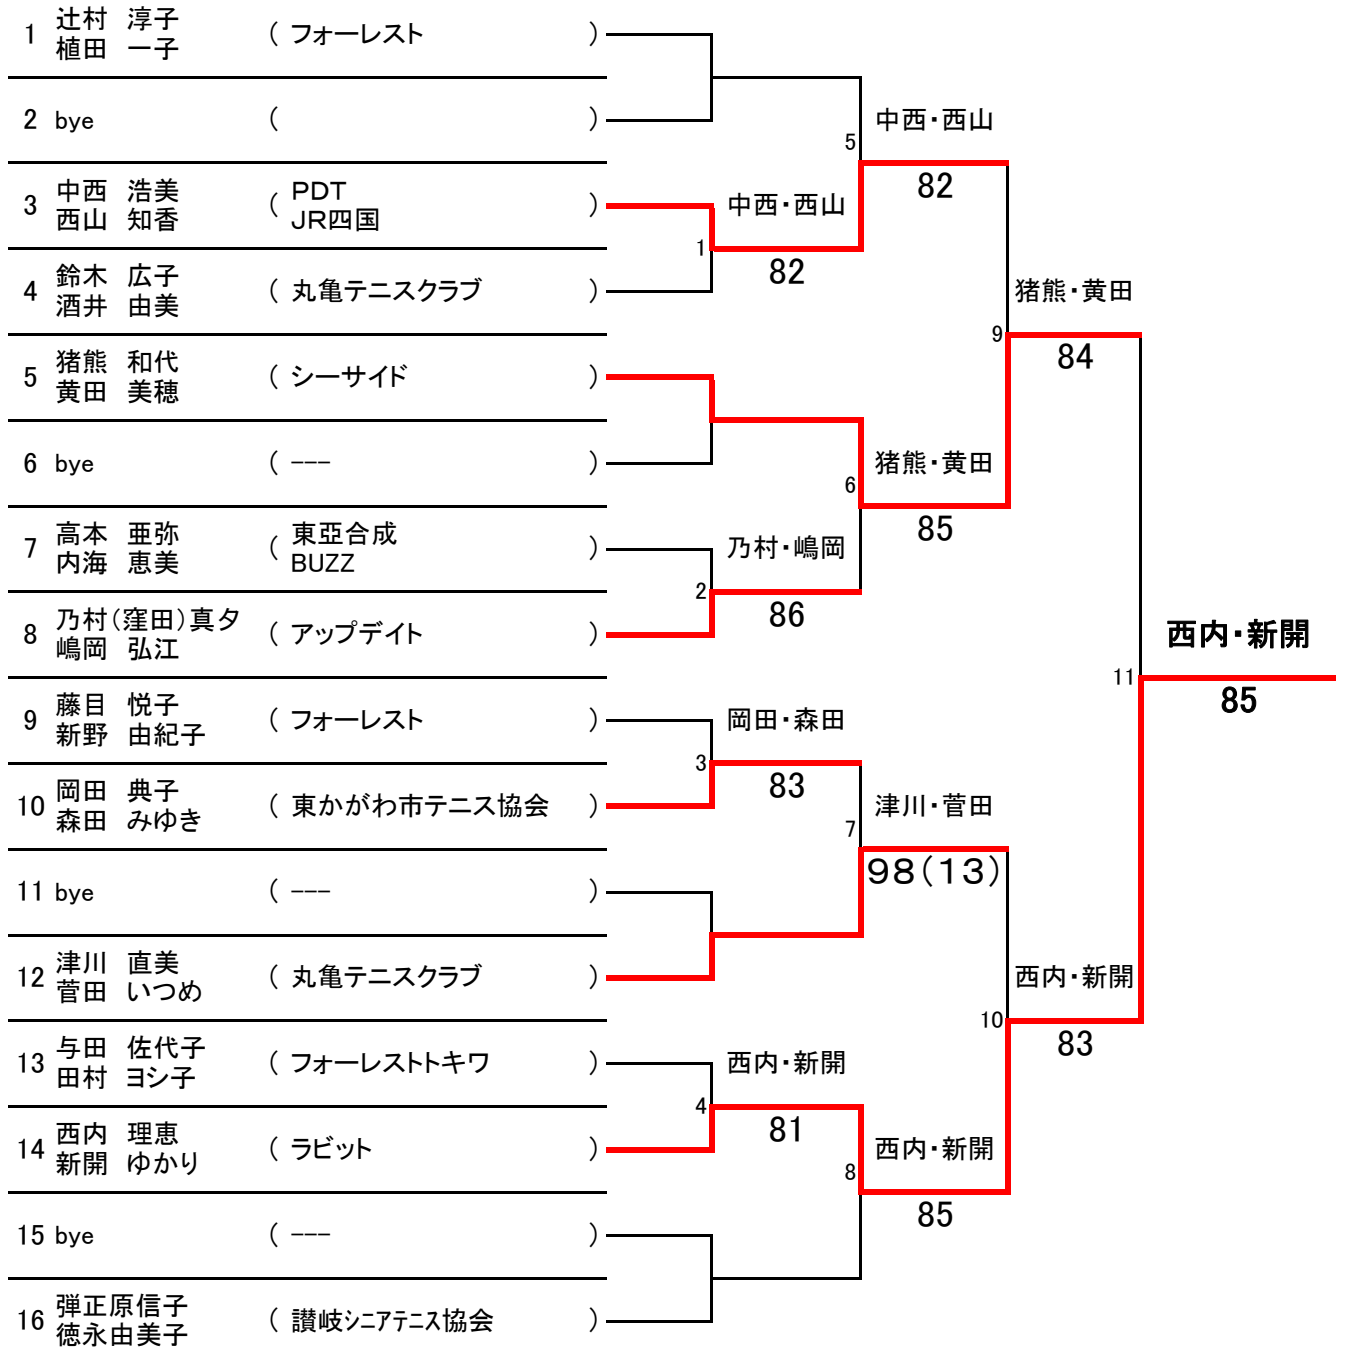 1 辻村 淳子 ( フォーレスト )
植田 一子
2 bye ( )
5 中西・西山
82
3 中西 浩美 ( PDT )
西山 知香 JR四国
中西・西山
1 82
4 鈴木 広子 ( 丸亀テニスクラブ )
酒井 由美
猪熊・黄田
9 84
5 猪熊 和代 ( シーサイド )
黄田 美穂
6 bye ( --- )
猪熊・黄田
6 85
7 高本 亜弥 ( 東亞合成 )
内海 恵美 BUZZ
乃村・嶋岡
2 86
8 乃村(窪田)真夕 ( アップデイト )
嶋岡 弘江
西内・新開
11 85
9 藤目 悦子 ( フォーレスト )
新野 由紀子
岡田・森田
3 83
10 岡田 典子 ( 東かがわ市テニス協会 )
森田 みゆき
津川・菅田
7 98(13)
11 bye ( --- )
12 津川 直美 ( 丸亀テニスクラブ )
菅田 いつめ
西内・新開
10 83
13 与田 佐代子 ( フォーレストトキワ )
田村 ヨシ子
西内・新開
4 81
14 西内 理恵 ( ラビット )
新開 ゆかり
西内・新開
8 85
15 bye ( --- )
16 弾正原信子 ( 讃岐シニアテニス協会 )
徳永由美子